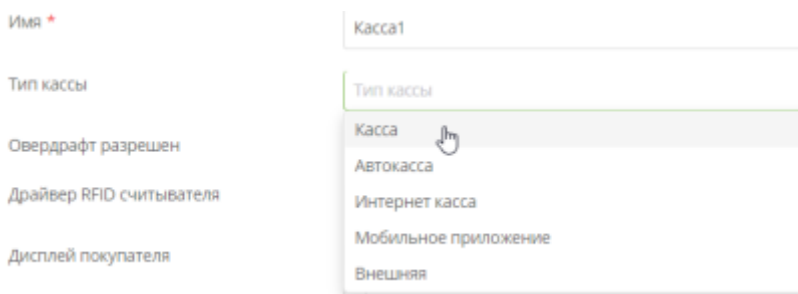 Имя *
Касса1
Тип кассы
Тип кассы
Касса
Овердрафт разрешен
Автокасса
Драйвер RFID считывателя
Интернет касса
Мобильное приложение
Дисплей покупателя
Внешняя